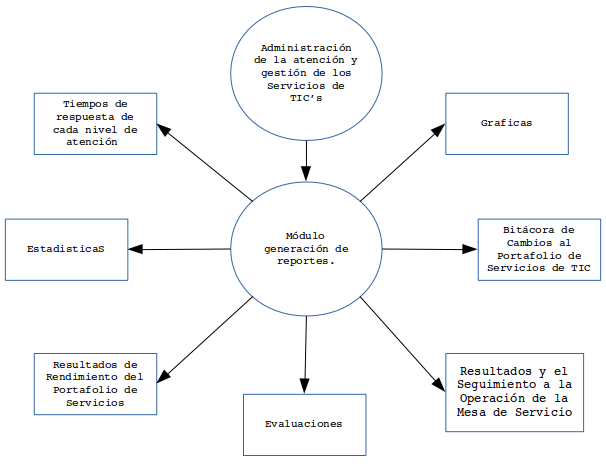 Administración
de la atención y
gestión de los
Servicios de
TIC's
Tiempos de
respuesta de
cada nivel de
atención
Graficas
Módulo
generación de
reportes.
EstadisticaS
Bitácora de
Cambios al
Portafolio de
Servicios de TIC
Resultados de
Rendimiento del
Portafolio de
Servicios
Resultados y el
Seguimiento a la
Operación de la
Mesa de Servicio
Evaluaciones